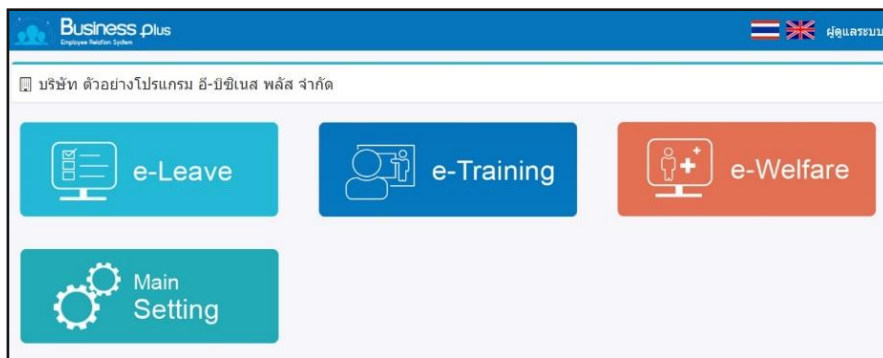 Business plus
Employee Relation System
ผู้ดูแลระบบ
บริษัท ตัวอย่างโปรแกรม อี-บิซิเนส พลัส จำกัด
e-Leave
e-Training
e-Welfare
Main
Setting